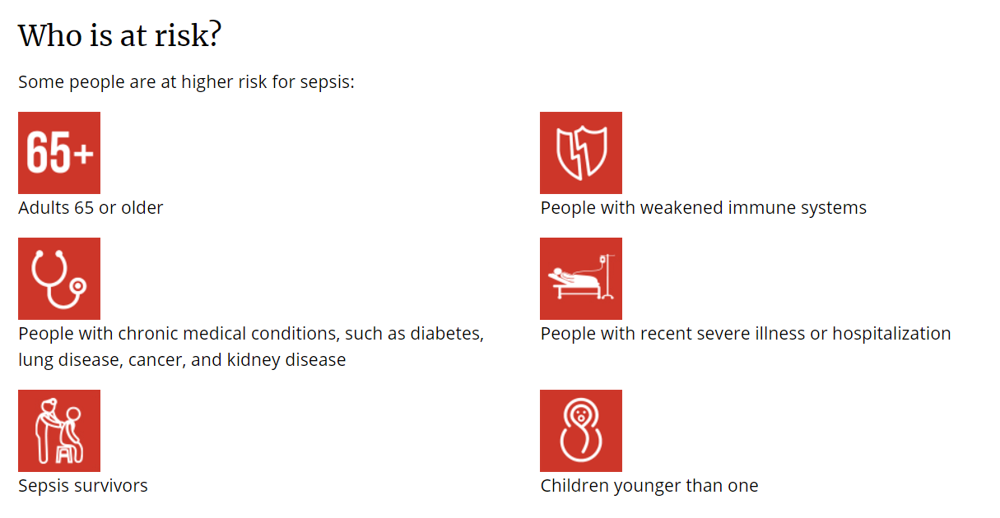 Who is at risk?
Some people are at higher risk for sepsis:
65+
Adults 65 or older
People with weakened immune systems
People with chronic medical conditions, such as diabetes,
lung disease, cancer, and kidney disease
People with recent severe illness or hospitalization
Sepsis survivors
Children younger than one